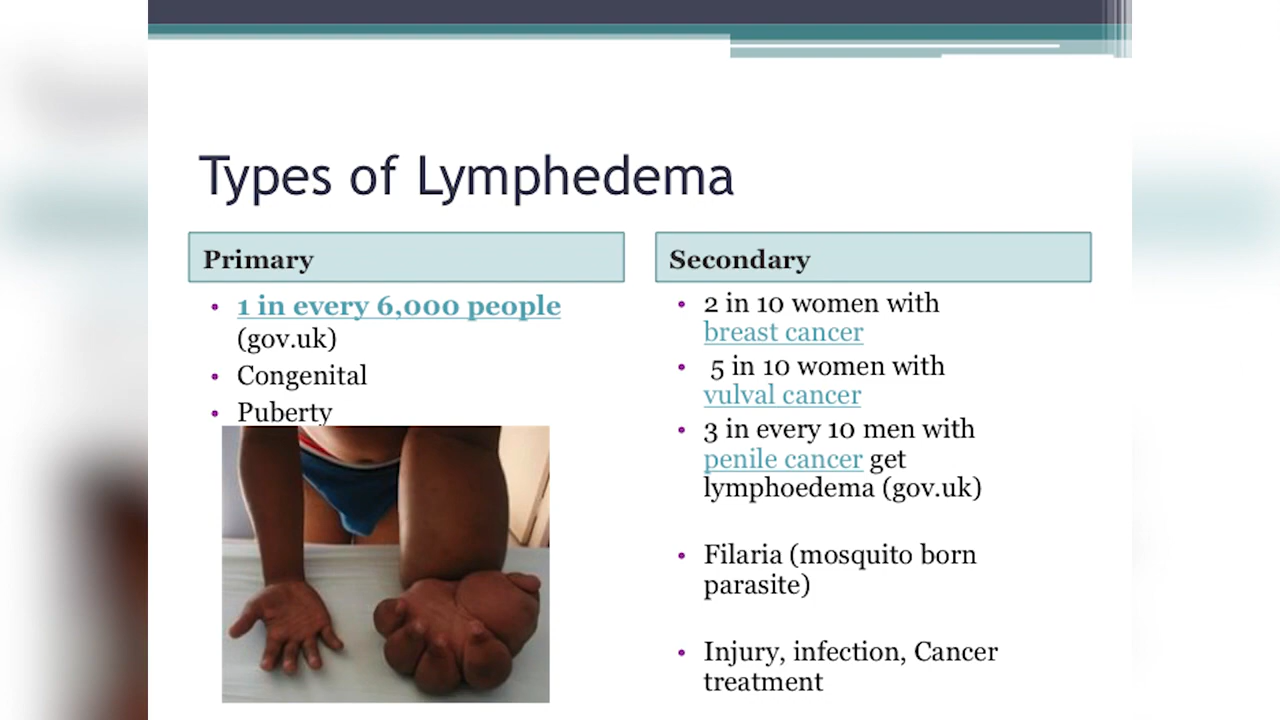 Types of Lymphedema
Primary
1 in every 6,000 people
(gov.uk)
Congenital
Puberty
Secondary
2 in 10 women with
breast cancer
5 in 10 women with
vulval cancer
3 in every 10 men with
penile cancer get
lymphoedema (gov.uk)
Filaria (mosquito born
parasite)
Injury, infection, Cancer
treatment